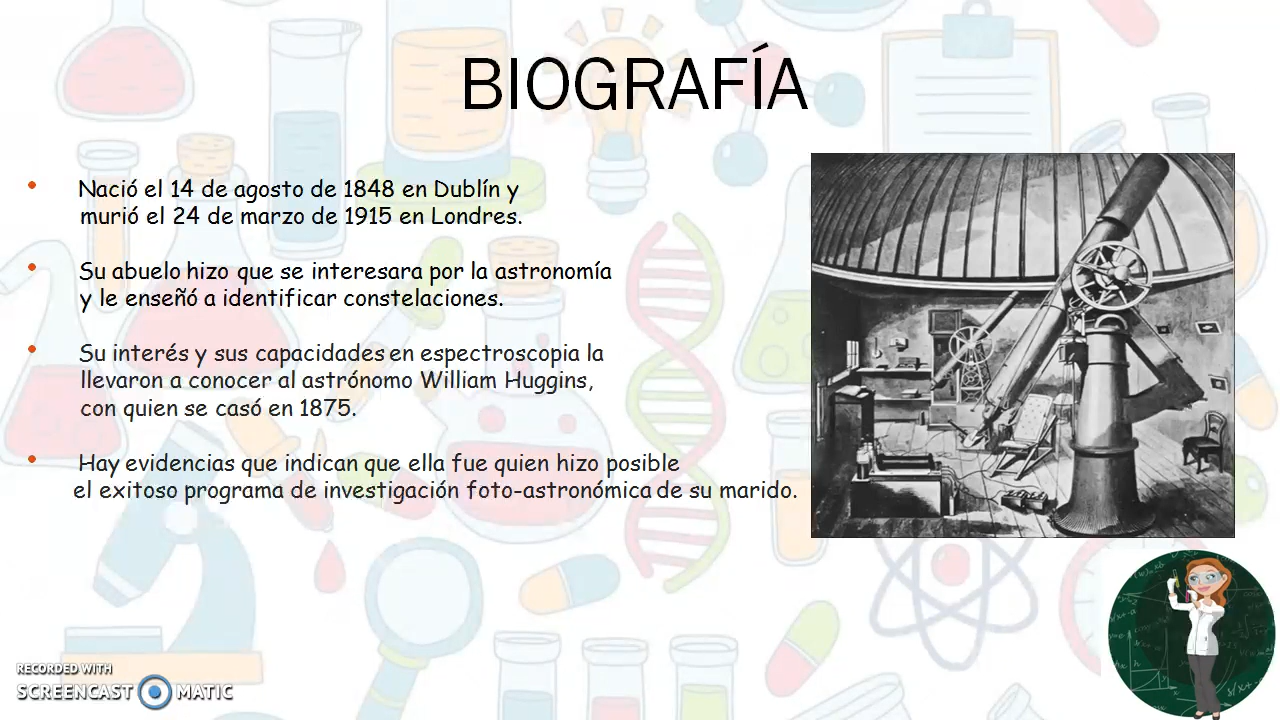 BIOGRAFÍA
• Nació el 14 de agosto de 1848 en Dublín y
murió el 24 de marzo de 1915 en Londres.
• Su abuelo hizo que se interesara por la astronomía
y le enseñó a identificar constelaciones.
• Su interés y sus capacidades en espectroscopia la
llevaron a conocer al astrónomo William Huggins,
con quien se casó en 1875.
• Hay evidencias que indican que ella fue quien hizo posible
el exitoso programa de investigación foto-astronómica de su marido.
RECORDED WITH
SCREENCAST MATIC